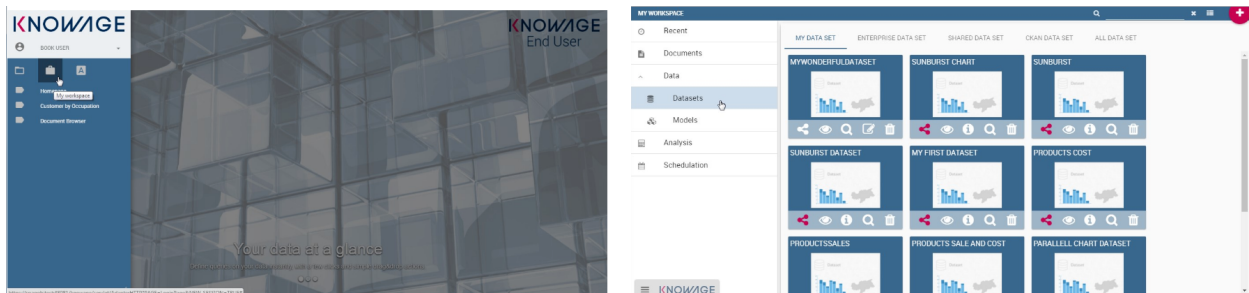 KNOWAGE
BOOK USER
Homepage
My workspace
Customer by Occupation
Document Browser
KNOWAGE
End User
Your data at a glance
MY WORKSPACE
Recent
Documents
Data
Datasets
Models
Analysis
Schedulation
KNOWAGE
MY DATA SET ENTERPRISE DATA SET SHARED DATA SET CKAN DATA SET ALL DATA SET
MYWONDERFULDATASET SUNBURST CHART SUNBURST
SUNBURST DATASET MY FIRST DATASET PRODUCTS COST
PRODUCTSSALES PRODUCTS SALE AND COST PARALLELL CHART DATASET